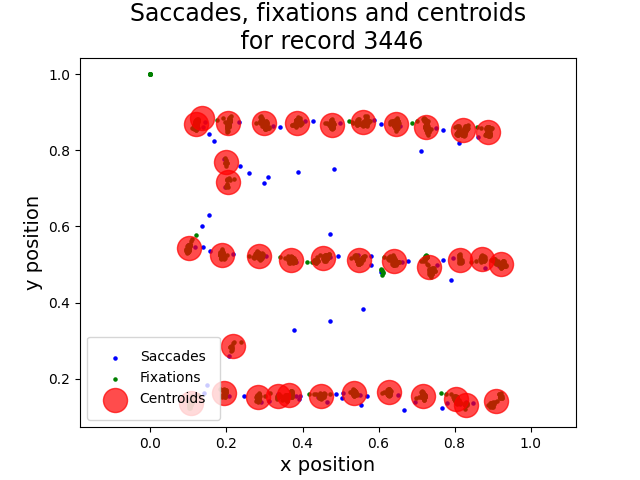 Saccades, fixations and centroids
for record 3446
1.0
0.8
0.6
0.4
0.2
y position
Saccades
Fixations
Centroids
0.0
0.2
0.4
0.6
0.8
1.0
x position